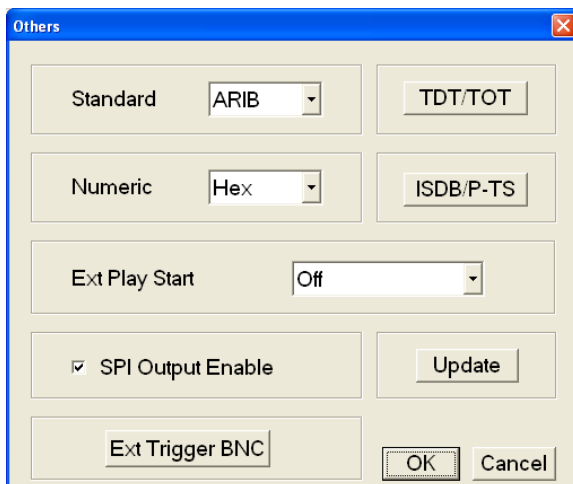 Others
Standard ARIB TDT/TOT
Numeric Hex ISDB/P-TS
Ext Play Start Off
SPI Output Enable Update
Ext Trigger BNC OK Cancel